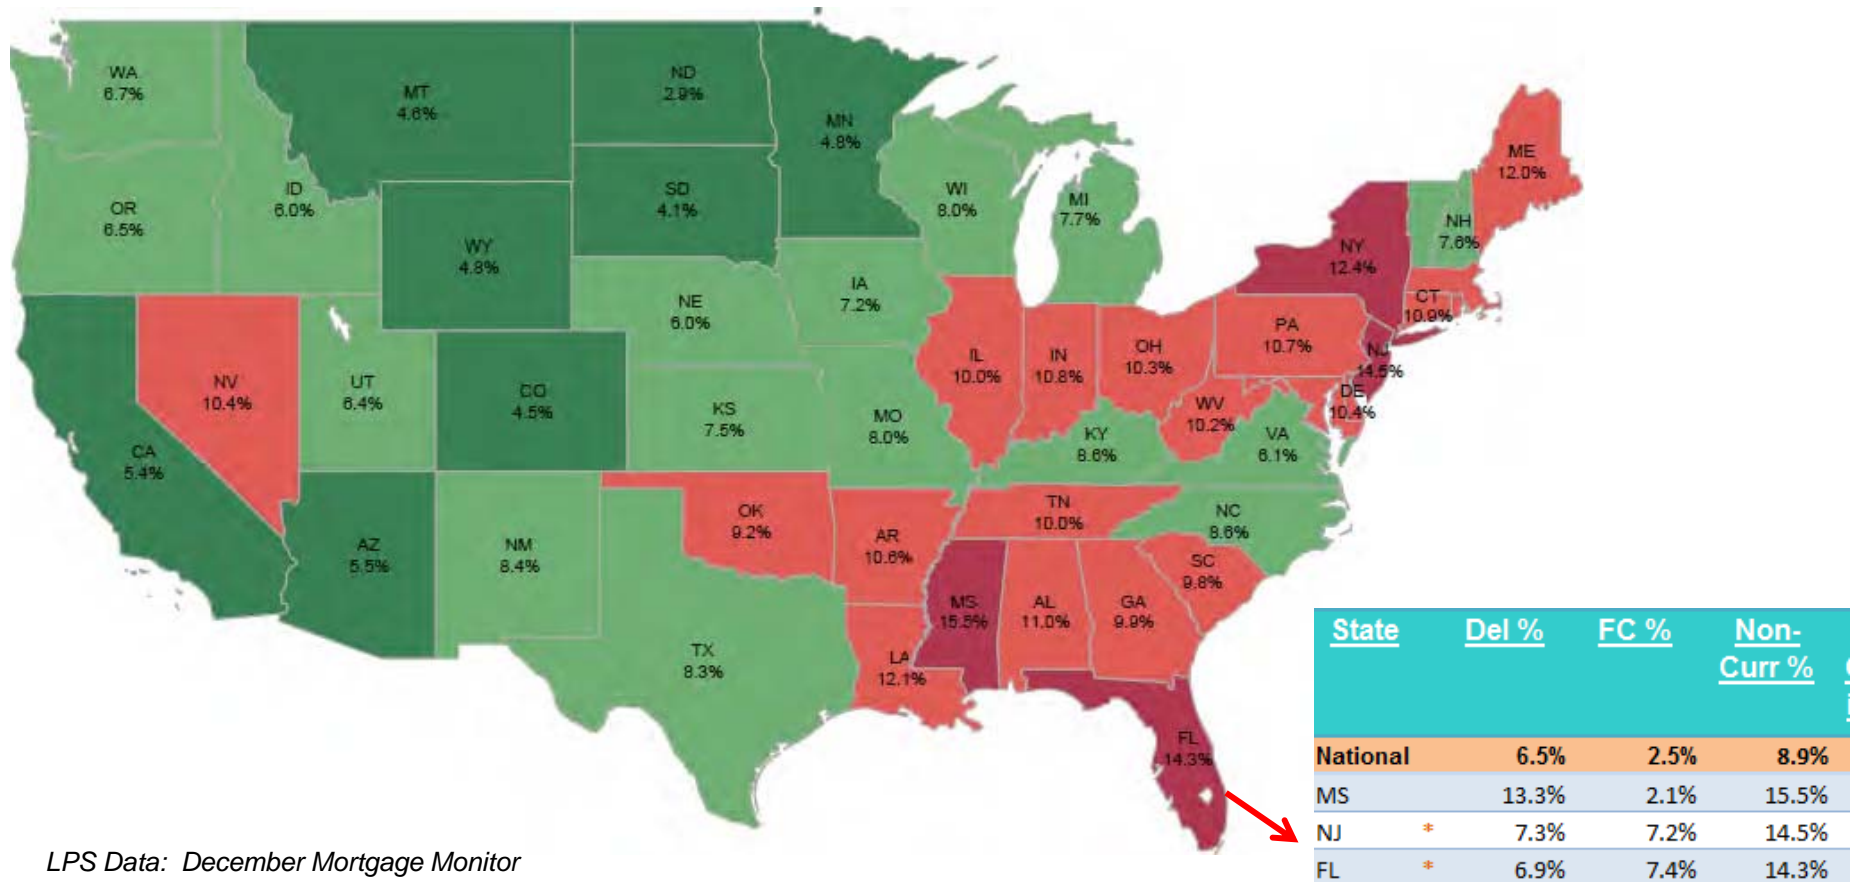 WA
6.7%
MT
4.6%
ND
2.9%
MN
4.8%
OR
6.5%
ID
6.0%
WY
4.8%
SD
4.1%
WI
8.0%
MI
7.7%
ME
12.0%
NH
7.6%
NY
12.4%
CT
10.9%
NE
6.0%
IA
7.2%
PA
10.7%
NJ
14.5%
NV
10.4%
UT
6.4%
CO
4.5%
KS
7.5%
MO
8.0%
IL
10.0%
IN
10.8%
OH
10.3%
WV
10.2%
DE
10.4%
KY
8.6%
VA
6.1%
CA
5.4%
AZ
5.5%
NM
8.4%
OK
9.2%
AR
10.6%
TN
10.0%
NC
8.6%
SC
9.8%
MS
15.5%
AL
11.0%
GA
9.9%
TX
8.3%
LA
12.1%
FL
14.3%
State Del % FC % Non-
Curr %
National 6.5% 2.5% 8.9%
MS 13.3% 2.1% 15.5%
NJ * 7.3% 7.2% 14.5%
FL * 6.9% 7.4% 14.3%
LPS Data: December Mortgage Monitor